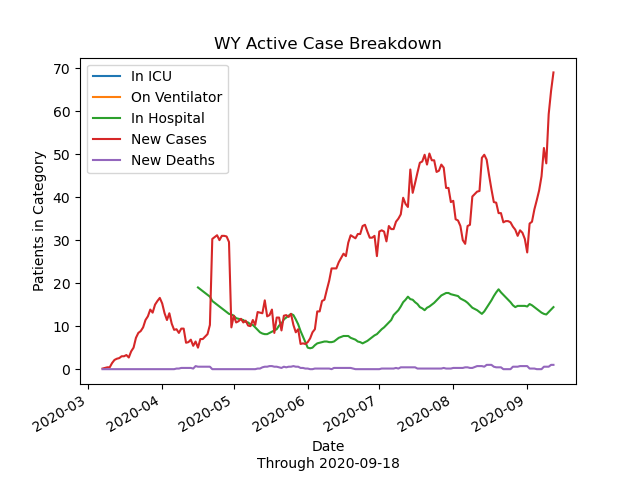 WY Active Case Breakdown
In ICU
On Ventilator
In Hospital
New Cases
New Deaths
Patients in Category
70
60
50
40
30
20
10
0
2020-03
2020-04
2020-05
2020-06
2020-07
2020-08
2020-09
Date
Through 2020-09-18